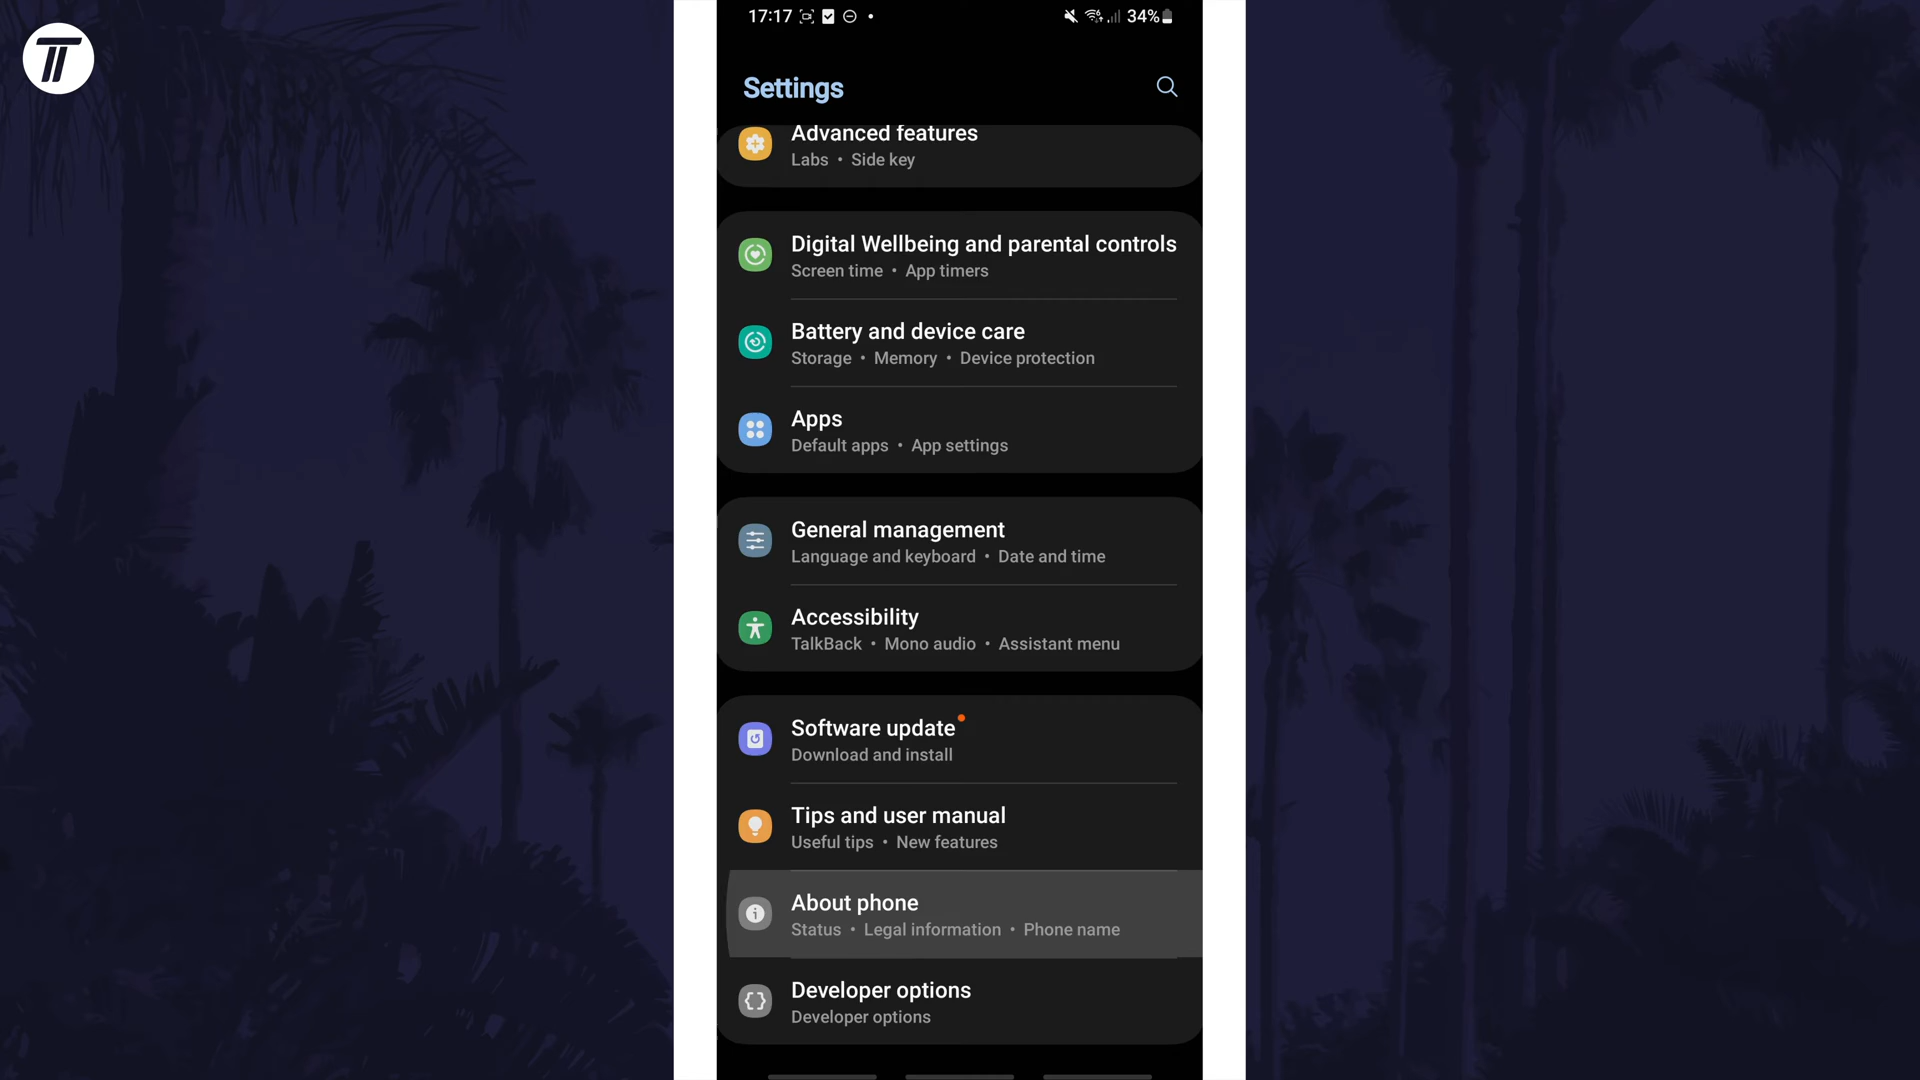 17:17 34%
Settings
Advanced features
Labs • Side key
Digital Wellbeing and parental controls
Screen time • App timers
Battery and device care
Storage • Memory • Device protection
Apps
Default apps • App settings
General management
Language and keyboard • Date and time
Accessibility
TalkBack • Mono audio • Assistant menu
Software update
Download and install
Tips and user manual
Useful tips • New features
About phone
Status • Legal information • Phone name
Developer options
Developer options